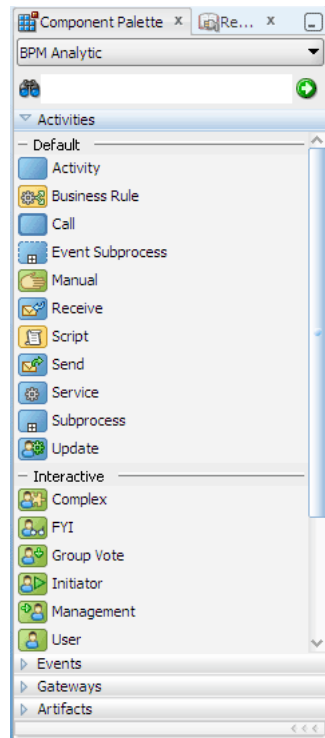 Component Palette x Re... x
BPM Analytic
Activities
Default
Activity
Business Rule
Call
Event Subprocess
Manual
Receive
Script
Send
Service
Subprocess
Update
Interactive
Complex
FYI
Group Vote
Initiator
Management
User
Events
Gateways
Artifacts